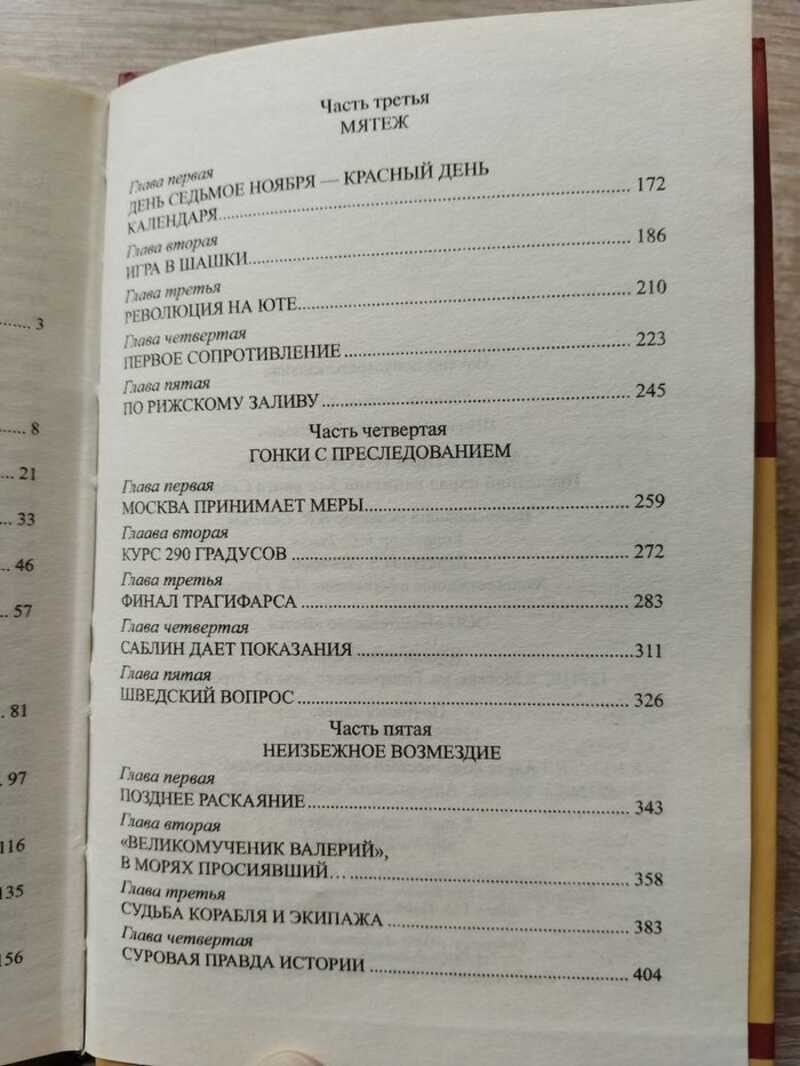 3
8
21
33
46
57
81
97
116
135
156
Часть третья
МЯТЕЖ
Глава первая
ДЕНЬ СЕДЬМОЕ НОЯБРЯ — КРАСНЫЙ ДЕНЬ
КАЛЕНДАРЯ 172
Глава вторая
ИГРА В ШАШКИ 186
Глава третья
РЕВОЛЮЦИЯ НА ЮТЕ 210
Глава четвертая
ПЕРВОЕ СОПРОТИВЛЕНИЕ 223
Глава пятая
ПО РИЖСКОМУ ЗАЛИВУ 245
Часть четвертая
ГОНКИ С ПРЕСЛЕДОВАНИЕМ
Глава первая
МОСКВА ПРИНИМАЕТ МЕРЫ 259
Глаава вторая
КУРС 290 ГРАДУСОВ 272
Глава третья
ФИНАЛ ТРАГИФАРСА 283
Глава четвертая
САБЛИН ДАЕТ ПОКАЗАНИЯ 311
Глава пятая
ШВЕДСКИЙ ВОПРОС 326
Часть пятая
НЕИЗБЕЖНОЕ ВОЗМЕЗДИЕ
Глава первая
ПОЗДНЕЕ РАСКАЯНИЕ 343
Глава вторая
«ВЕЛИКОМУЧЕНИК ВАЛЕРИЙ»,
В МОРЯХ ПРОСИЯВШИЙ… 358
Глава третья
СУДЬБА КОРАБЛЯ И ЭКИПАЖА 383
Глава четвертая
СУРОВАЯ ПРАВДА ИСТОРИИ 404